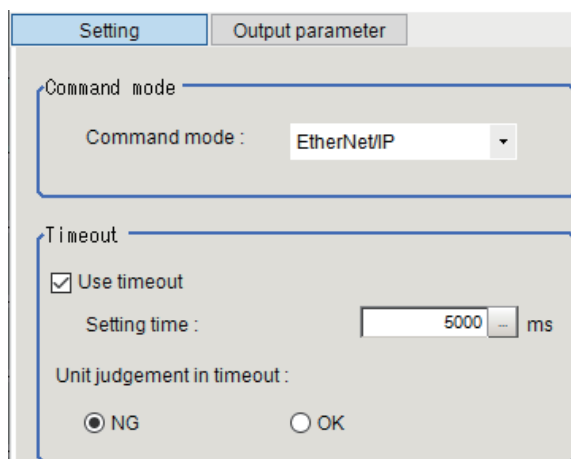 Setting Output parameter
Command mode
Command mode : EtherNet/IP
Timeout
Use timeout
Setting time : 5000 ... ms
Unit judgement in timeout :
NG OK